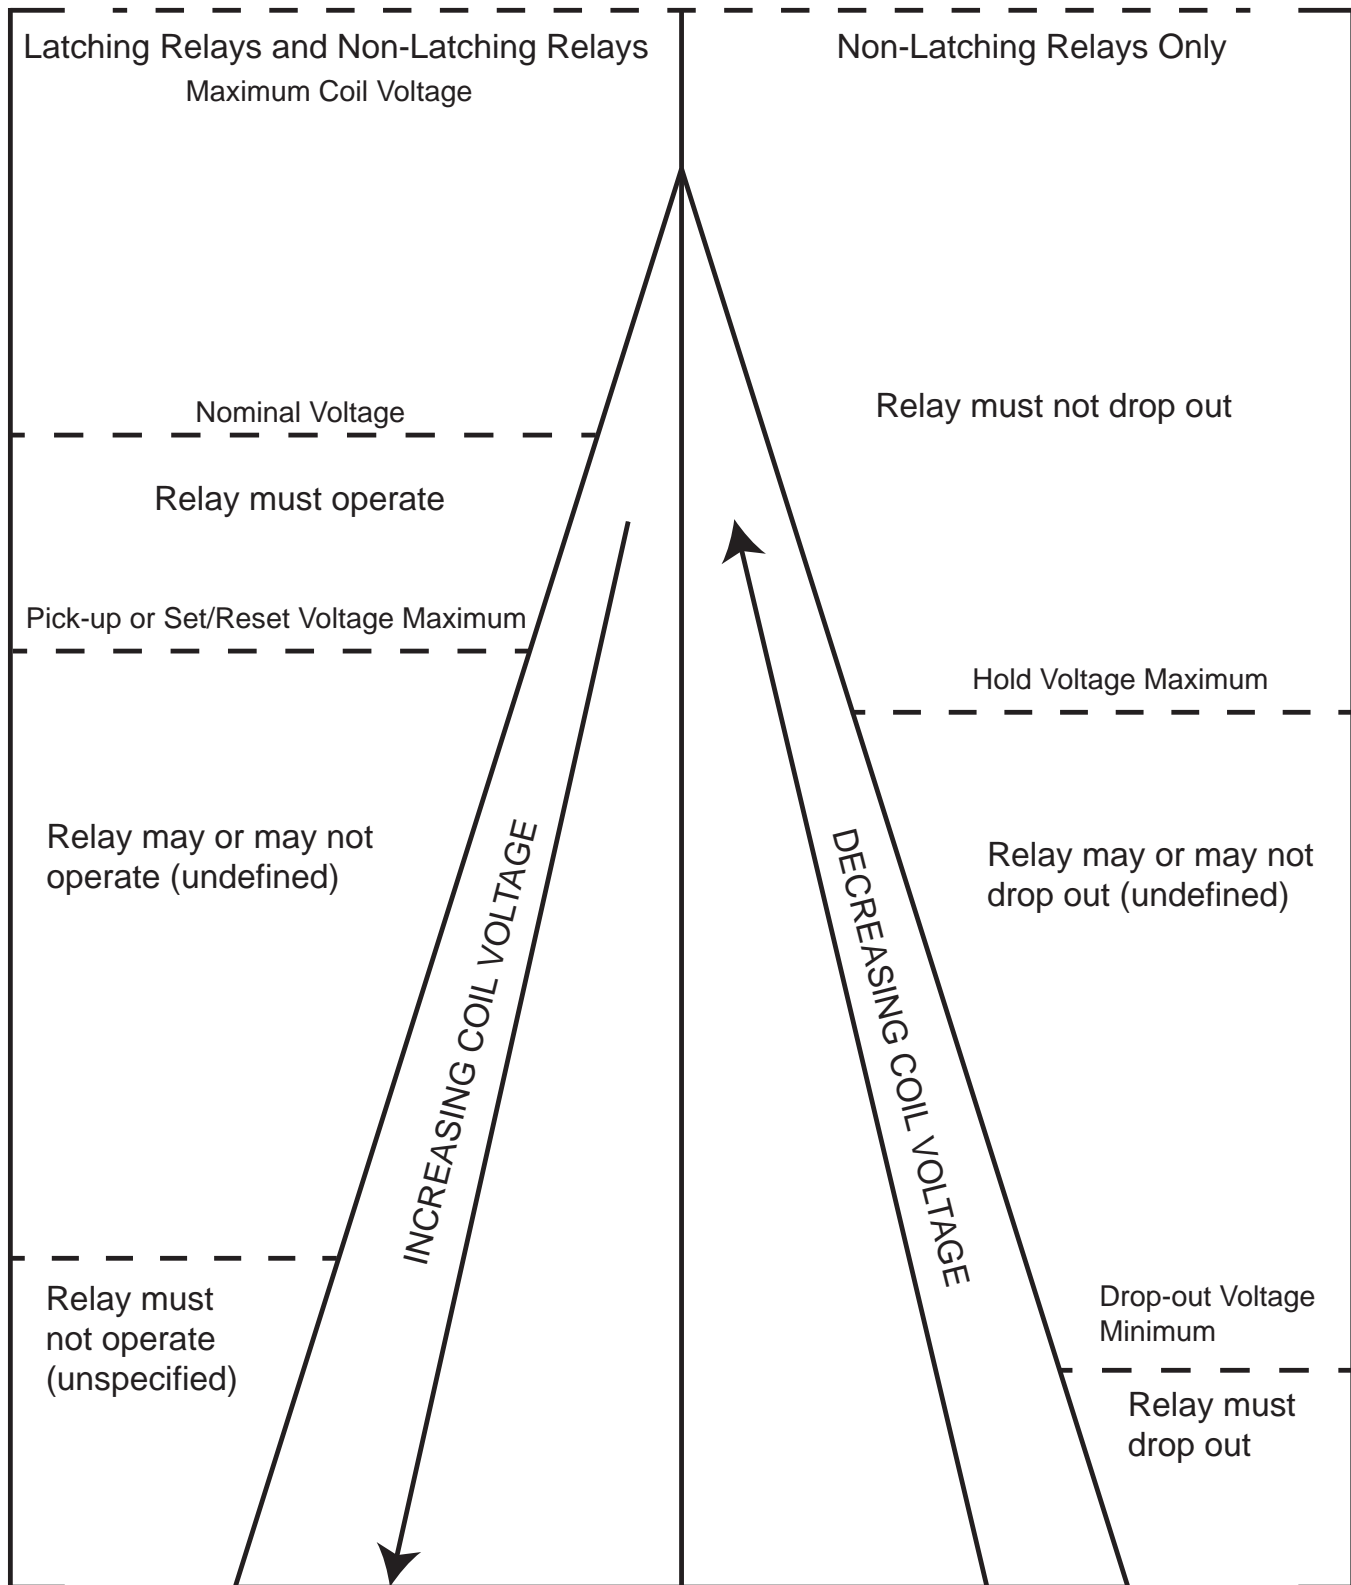 Latching Relays and Non-Latching Relays
Maximum Coil Voltage
Nominal Voltage
Relay must operate
Pick-up or Set/Reset Voltage Maximum
Relay may or may not
operate (undefined)
INCREASING COIL VOLTAGE
Relay must
not operate
(unspecified)
Non-Latching Relays Only
Relay must not drop out
Hold Voltage Maximum
Relay may or may not
drop out (undefined)
DECREASING COIL VOLTAGE
Drop-out Voltage
Minimum
Relay must
drop out